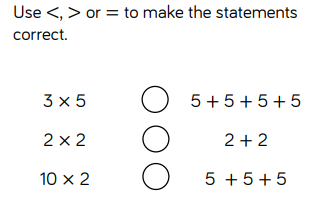 Use <, > or = to make the statements
correct.
3 × 5 ◯ 5 + 5 + 5 + 5
2 × 2 ◯ 2 + 2
10 × 2 ◯ 5 + 5 + 5